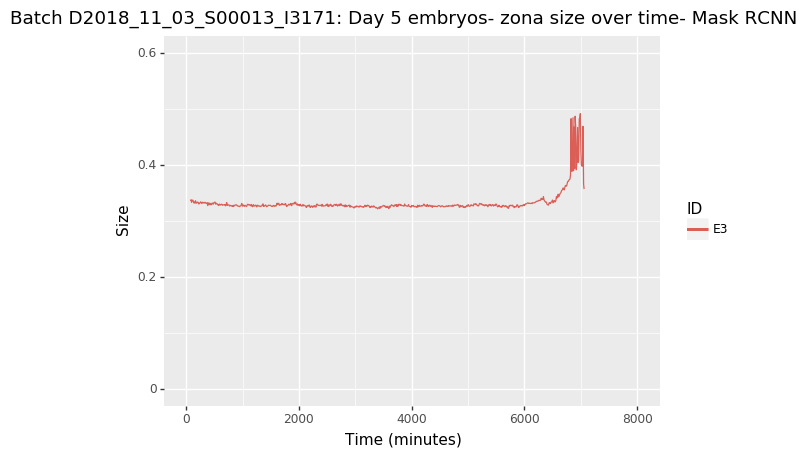 Batch D2018_11_03_S00013_I3171: Day 5 embryos- zona size over time- Mask RCNN
0.6
0.4
0.2
0
Size
0 2000 4000 6000 8000
Time (minutes)
ID
E3